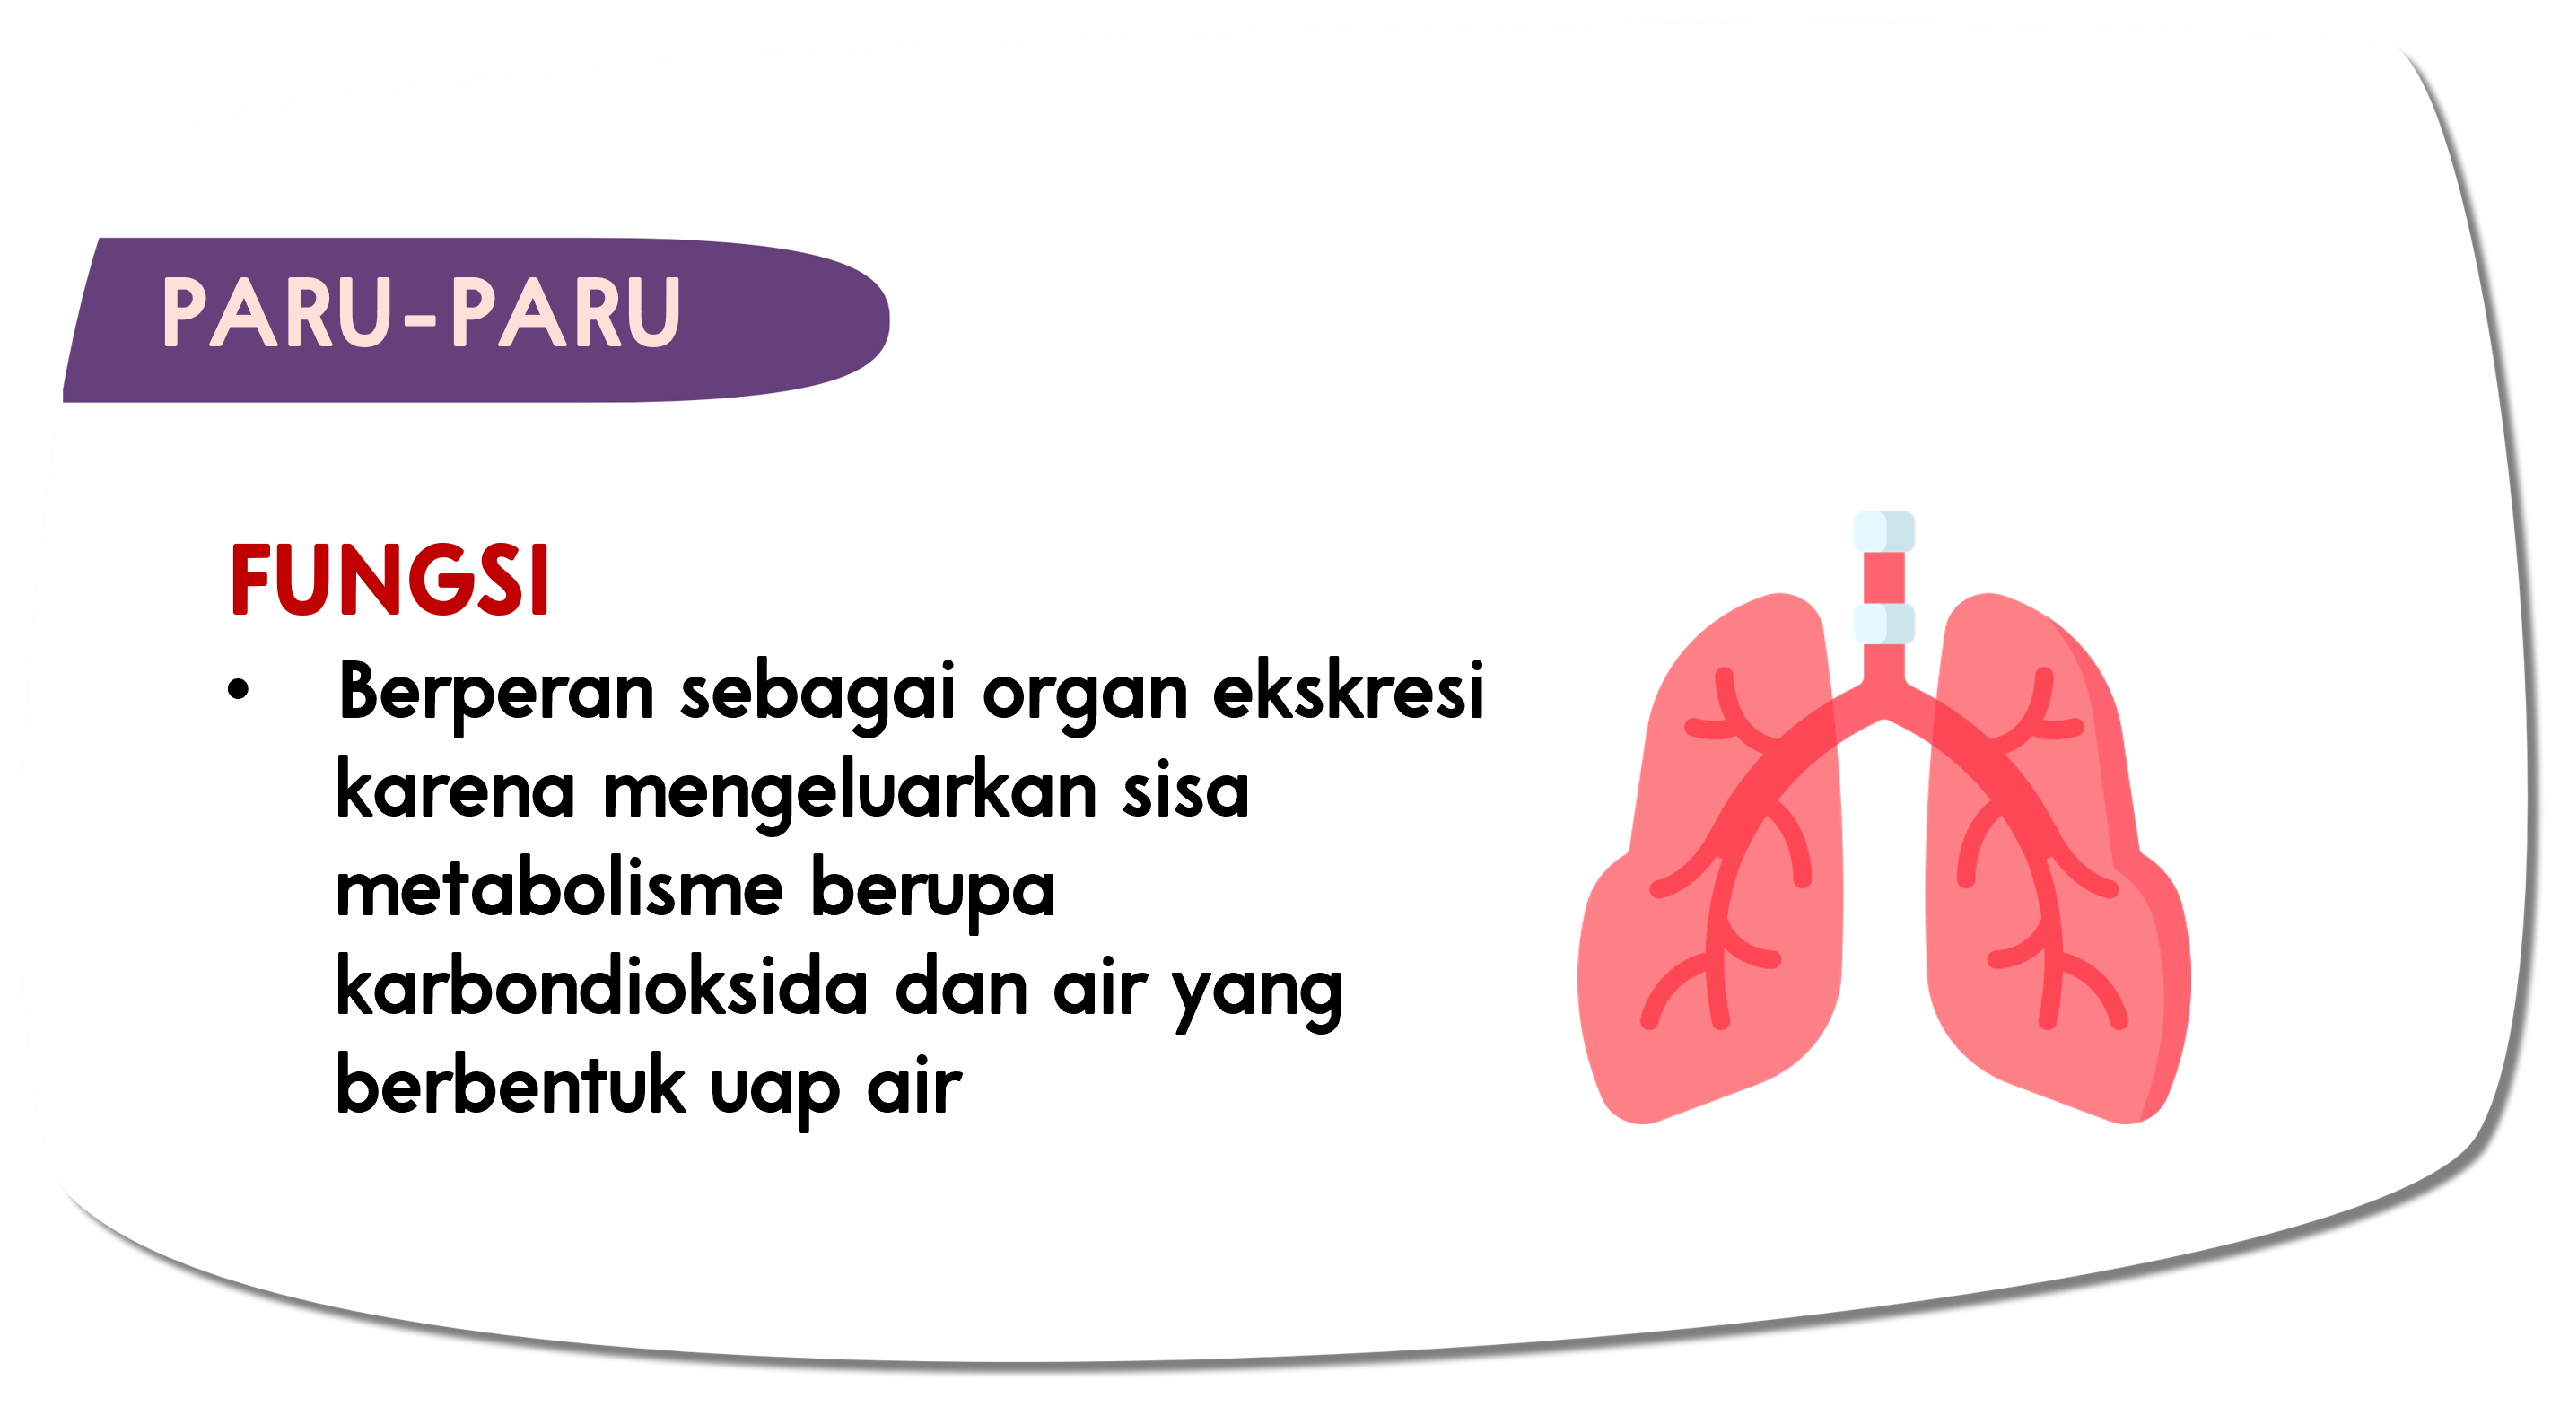 PARU-PARU
FUNGSI
• Berperan sebagai organ ekskresi
karena mengeluarkan sisa
metabolisme berupa
karbondioksida dan air yang
berbentuk uap air